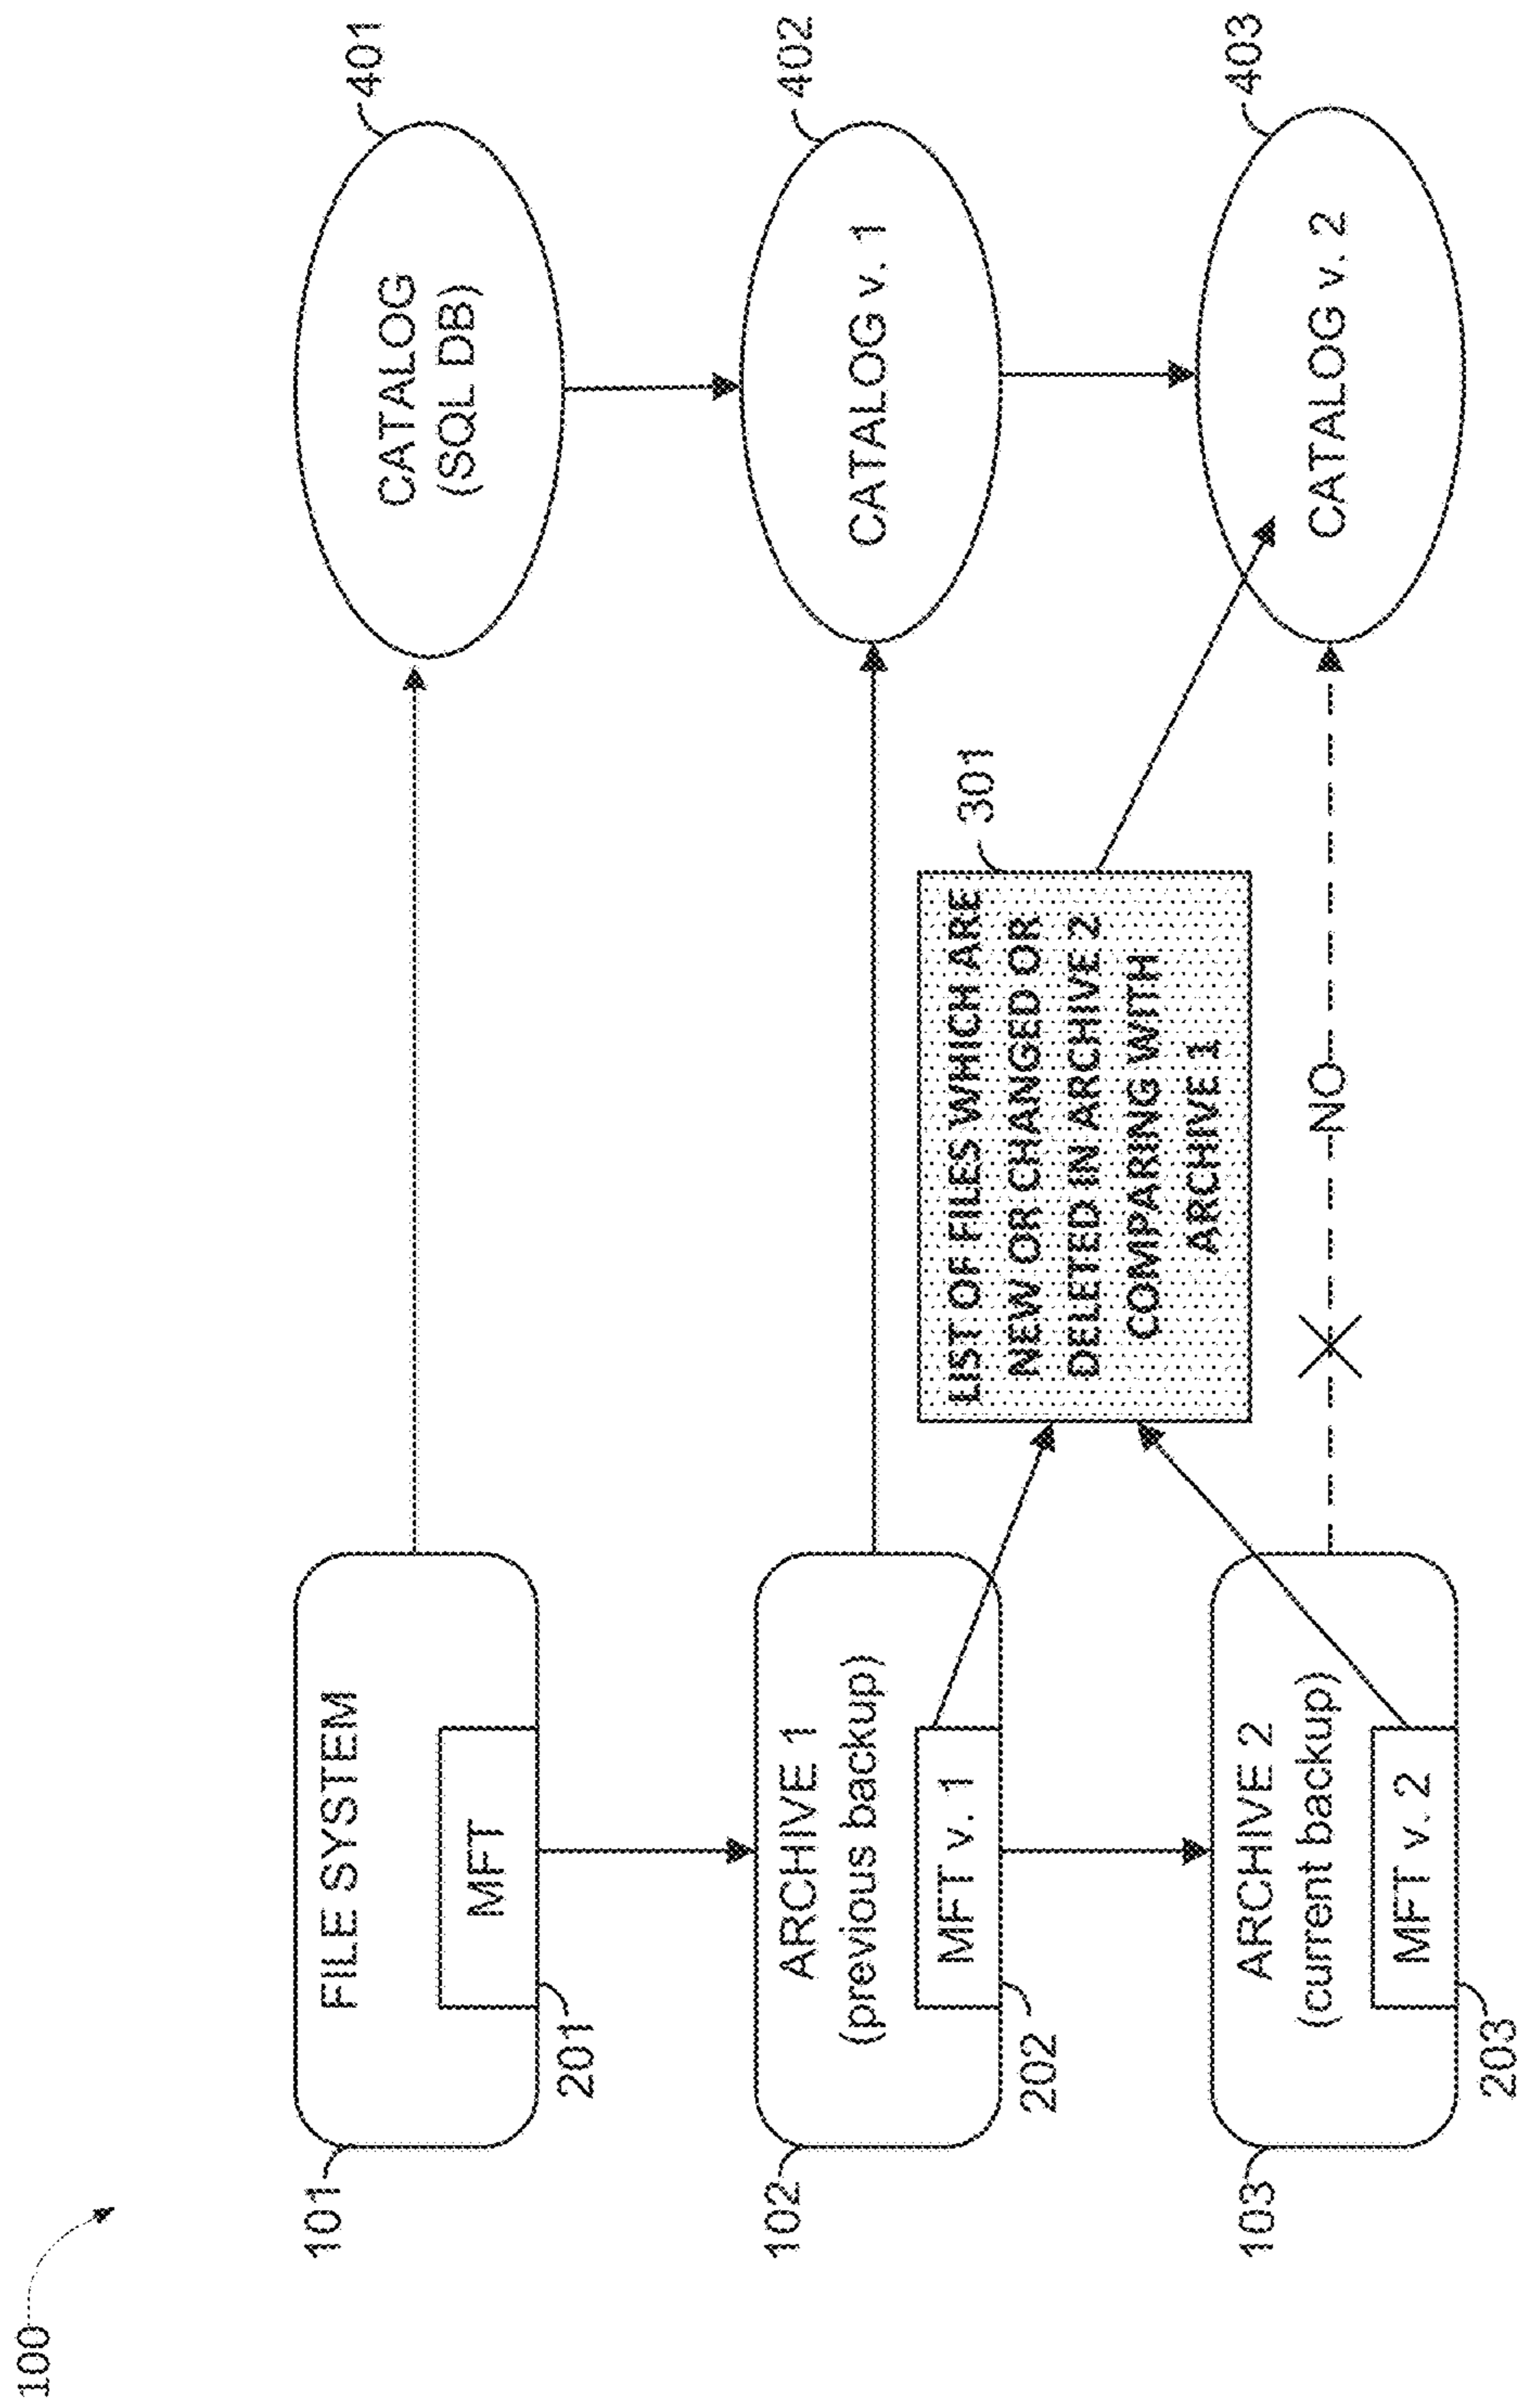 100
101
FILE SYSTEM
MFT
201
CATALOG
(SQL DB)
401
102
ARCHIVE 1
(previous backup)
MFT v. 1
202
CATALOG v. 1
402
LIST OF FILES WHICH ARE
NEW OR CHANGED OR
DELETED IN ARCHIVE 2
COMPARING WITH
ARCHIVE 1
301
103
ARCHIVE 2
(current backup)
MFT v. 2
203
NO
CATALOG v. 2
403